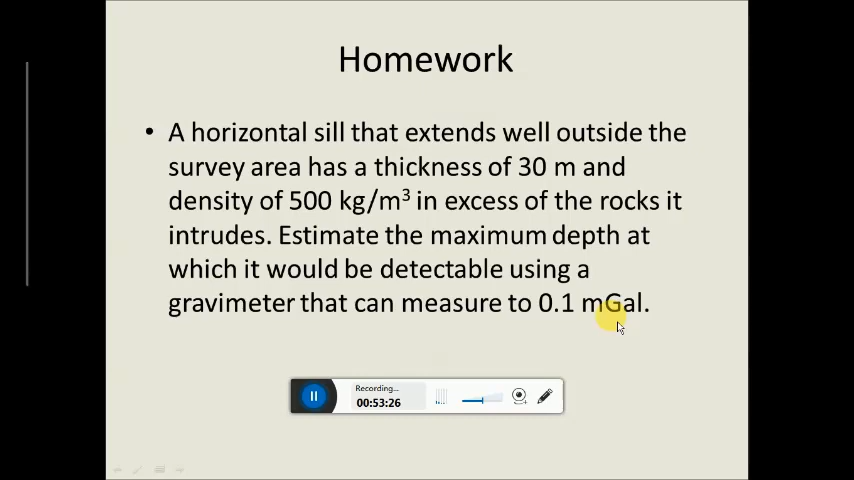 Homework
• A horizontal sill that extends well outside the
survey area has a thickness of 30 m and
density of 500 kg/m³ in excess of the rocks it
intrudes. Estimate the maximum depth at
which it would be detectable using a
gravimeter that can measure to 0.1 mGal.
Recording...
00:53:26